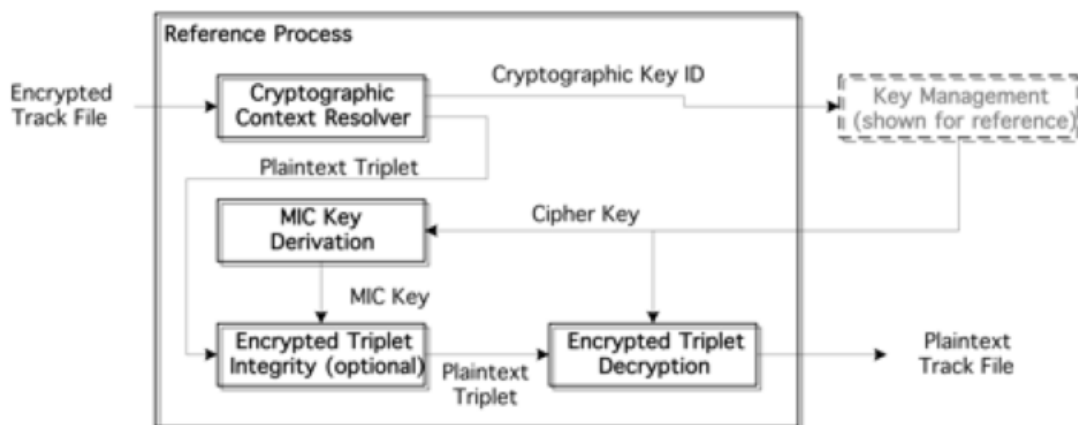 Reference Process
Encrypted
Track File
Cryptographic
Context Resolver
Cryptographic Key ID
Key Management
(shown for reference)
Plaintext Triplet
MIC Key
Derivation
Cipher Key
MIC Key
Encrypted Triplet
Integrity (optional)
Plaintext
Triplet
Encrypted Triplet
Decryption
Plaintext
Track File